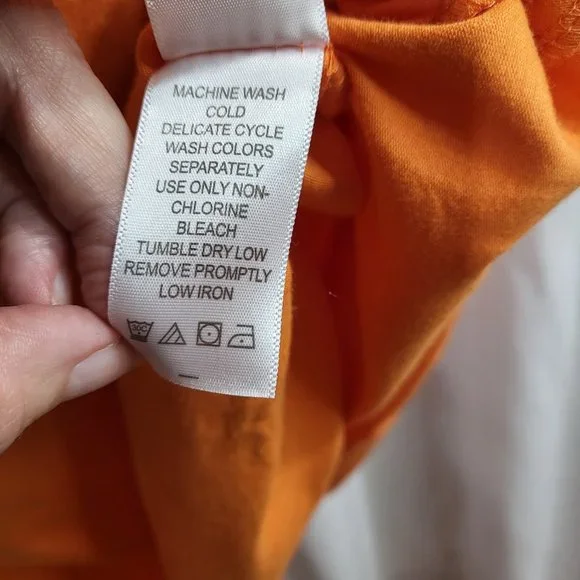 MACHINE WASH
COLD
DELICATE CYCLE
WASH COLORS
SEPARATELY
USE ONLY NON-
CHLORINE
BLEACH
TUMBLE DRY LOW
REMOVE PROMPTLY
LOW IRON
30C